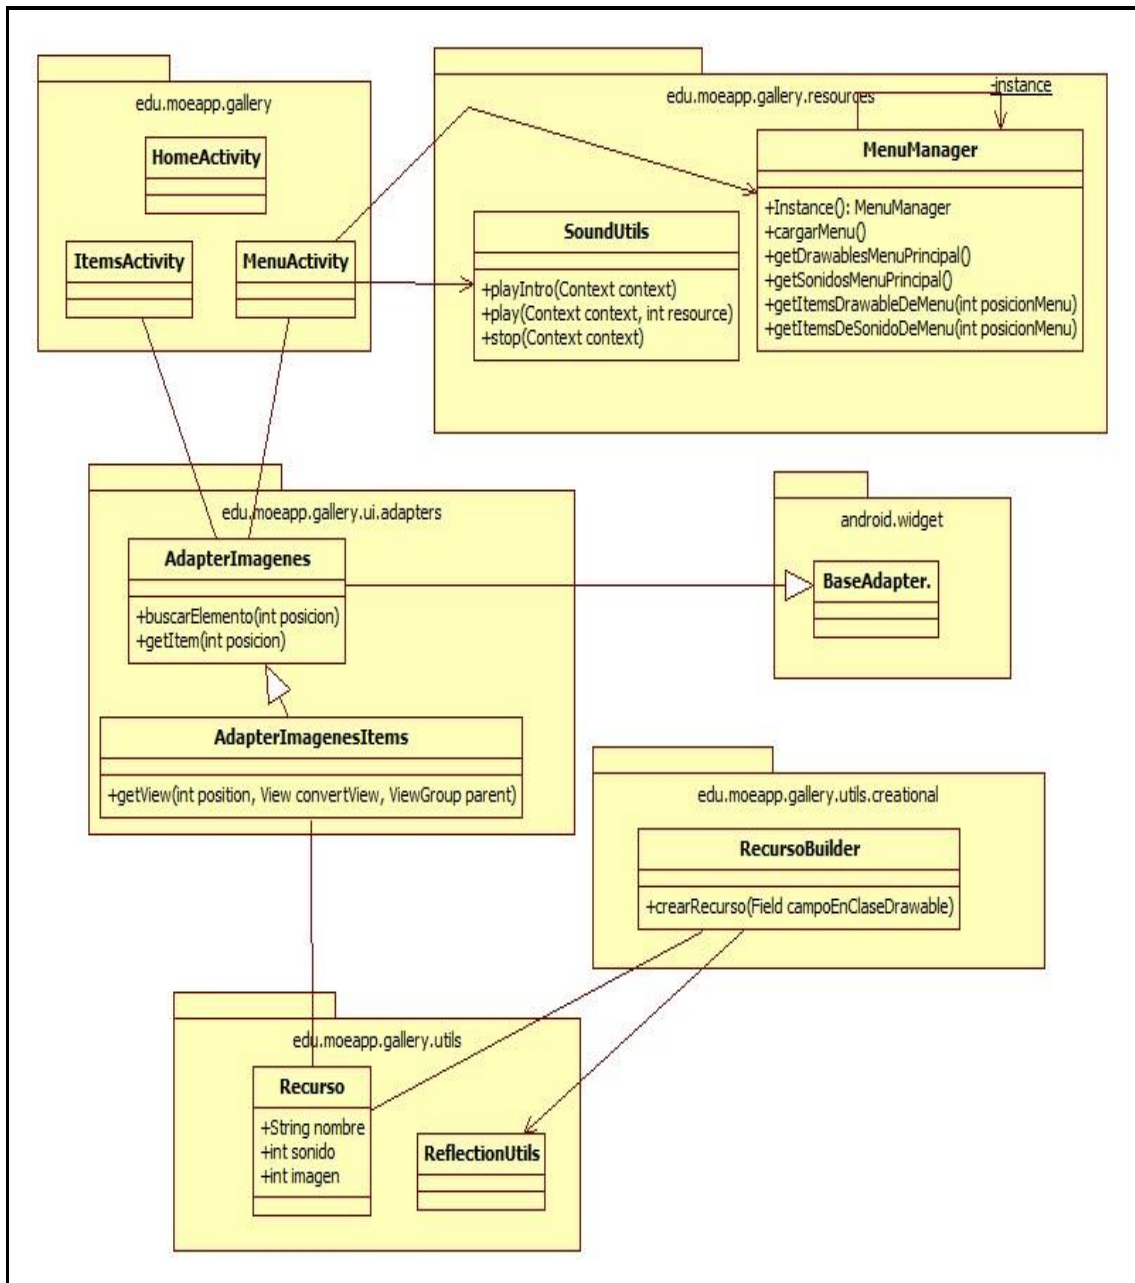 edu.moeapp.gallery
HomeActivity
ItemsActivity
MenuActivity
edu.moeapp.gallery.resources
-instance
MenuManager
+Instance(): MenuManager
+cargarMenu()
+getDrawablesMenuPrincipal()
+getSonidosMenuPrincipal()
+getItemsDrawableDeMenu(int posicionMenu)
+getItemsDeSonidoDeMenu(int posicionMenu)
SoundUtils
+playIntro(Context context)
+play(Context context, int resource)
+stop(Context context)
edu.moeapp.gallery.ui.adapters
AdapterImagenes
+buscarElemento(int posicion)
+getItem(int posicion)
AdapterImagenesItems
+getView(int position, View convertView, ViewGroup parent)
android.widget
BaseAdapter.
edu.moeapp.gallery.utils.creational
RecursoBuilder
+crearRecurso(Field campoEnClaseDrawable)
edu.moeapp.gallery.utils
Recurso
+String nombre
+int sonido
+int imagen
ReflectionUtils